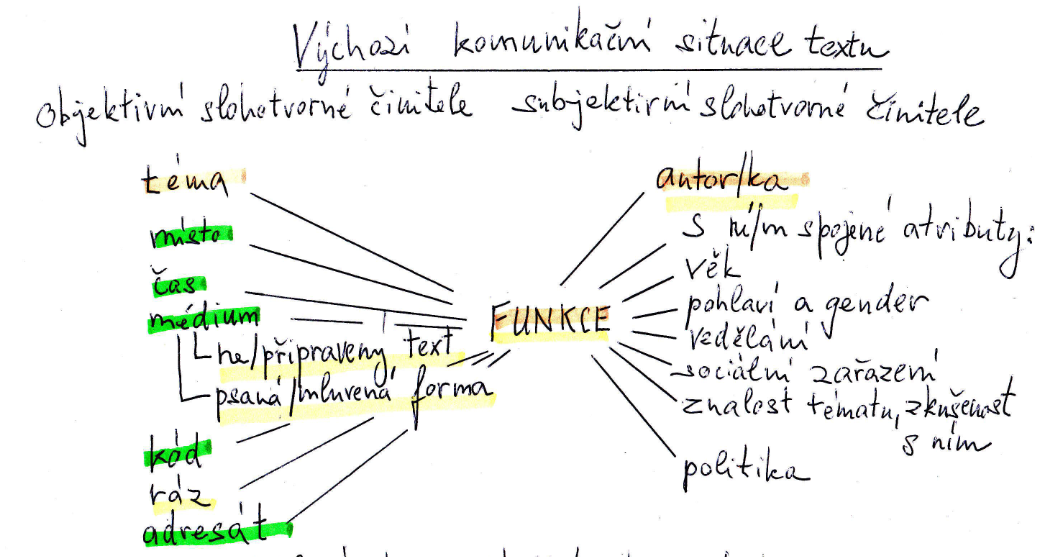 Výchozí komunikační situace textu
objektivní slohotvorné činitele subjektivní slohotvorné činitele
téma
místo
čas
médium
ne/připravený text
psaná/mluvená forma
kód
ráz
adresát
FUNKCE
autor/ka
s ní/m spojené atributy:
věk
pohlaví a gender
vzdělání
sociální zařazení
znalost tématu, zkušenost
s ním
politika